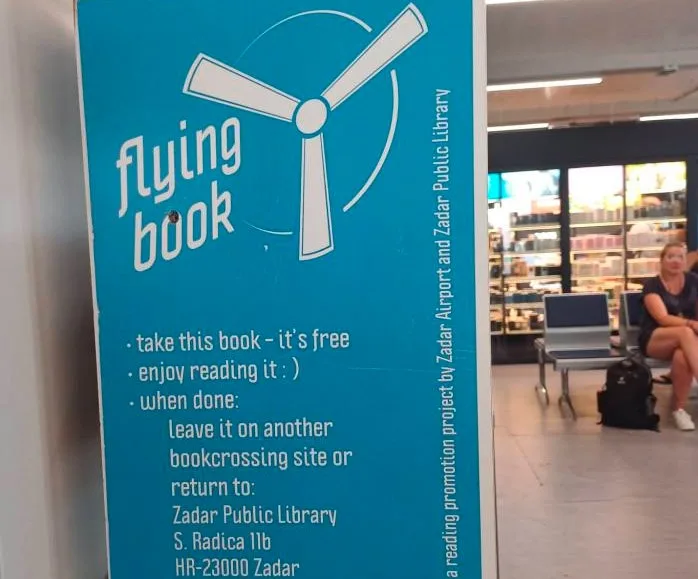 flying
book
· take this book - it's free
· enjoy reading it : )
· when done:
leave it on another
bookcrossing site or
return to:
Zadar Public Library
S. Radica 11b
HR-23000 Zadar
a reading promotion project by Zadar Airport and Zadar Public Library